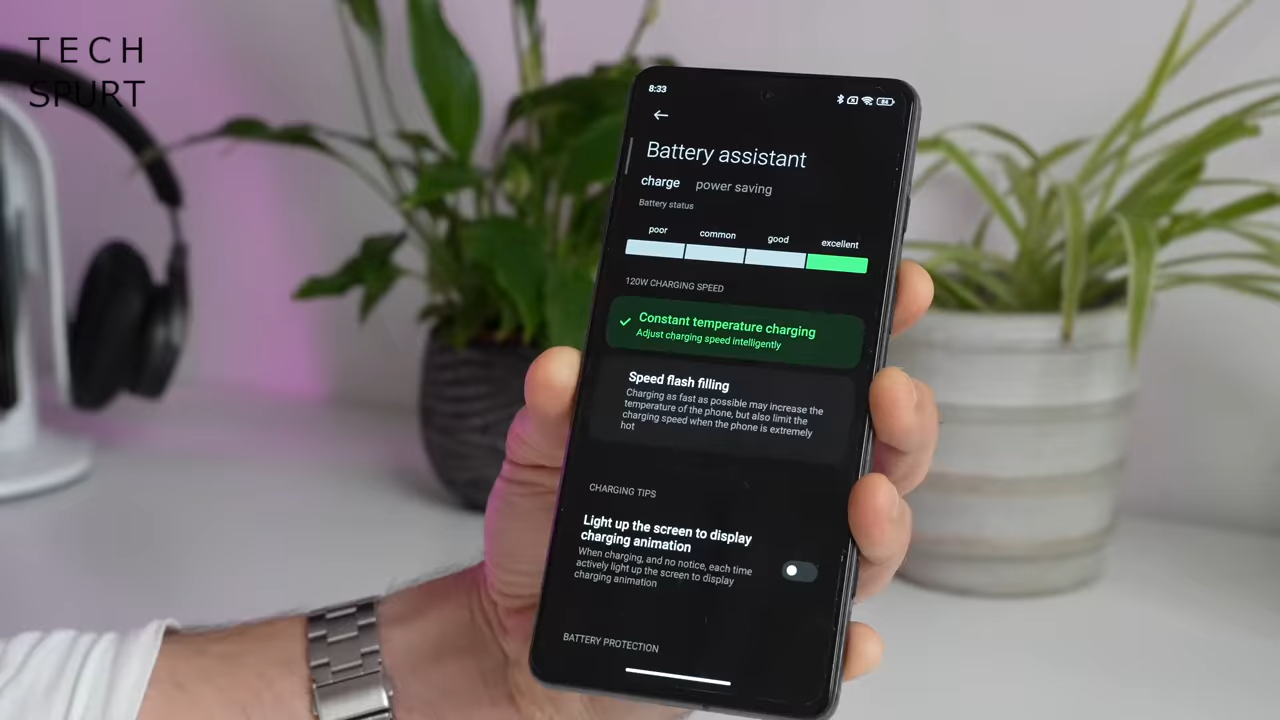 TECH
SPURT
8:33
84
Battery assistant
charge power saving
Battery status
poor common good excellent
120W CHARGING SPEED
Constant temperature charging
Adjust charging speed intelligently
Speed flash filling
Charging as fast as possible may increase the
temperature of the phone, but also limit the
charging speed when the phone is extremely
hot
CHARGING TIPS
Light up the screen to display
charging animation
When charging, and no notice, each time
actively light up the screen to display
charging animation
BATTERY PROTECTION